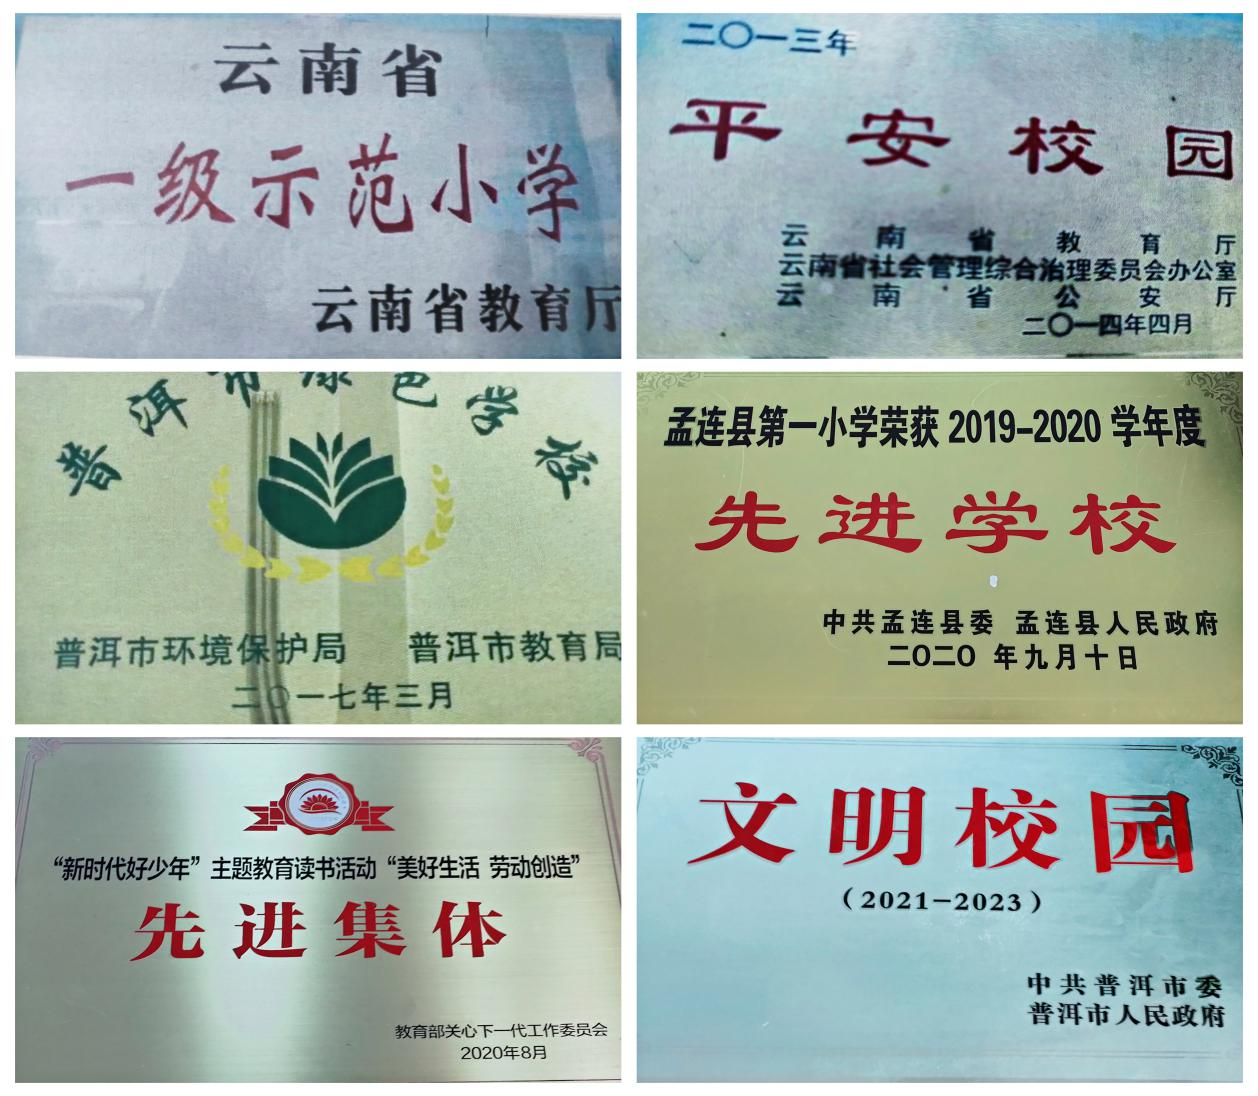 云南省
一级示范小学
云南省教育厅
二〇一三年
平安校园
云南省教育厅
云南省社会管理综合治理委员会办公室
云南省公安厅
二〇一四年四月
普洱市绿色学校
普洱市环境保护局 普洱市教育局
二〇一七年三月
孟连县第一小学荣获 2019-2020 学年度
先进学校
中共孟连县委 孟连县人民政府
二〇二〇 年九月十日
“新时代好少年”主题教育读书活动“美好生活 劳动创造”
先进集体
教育部关心下一代工作委员会
2020年8月
文明校园
（2021-2023）
中共普洱市委
普洱市人民政府